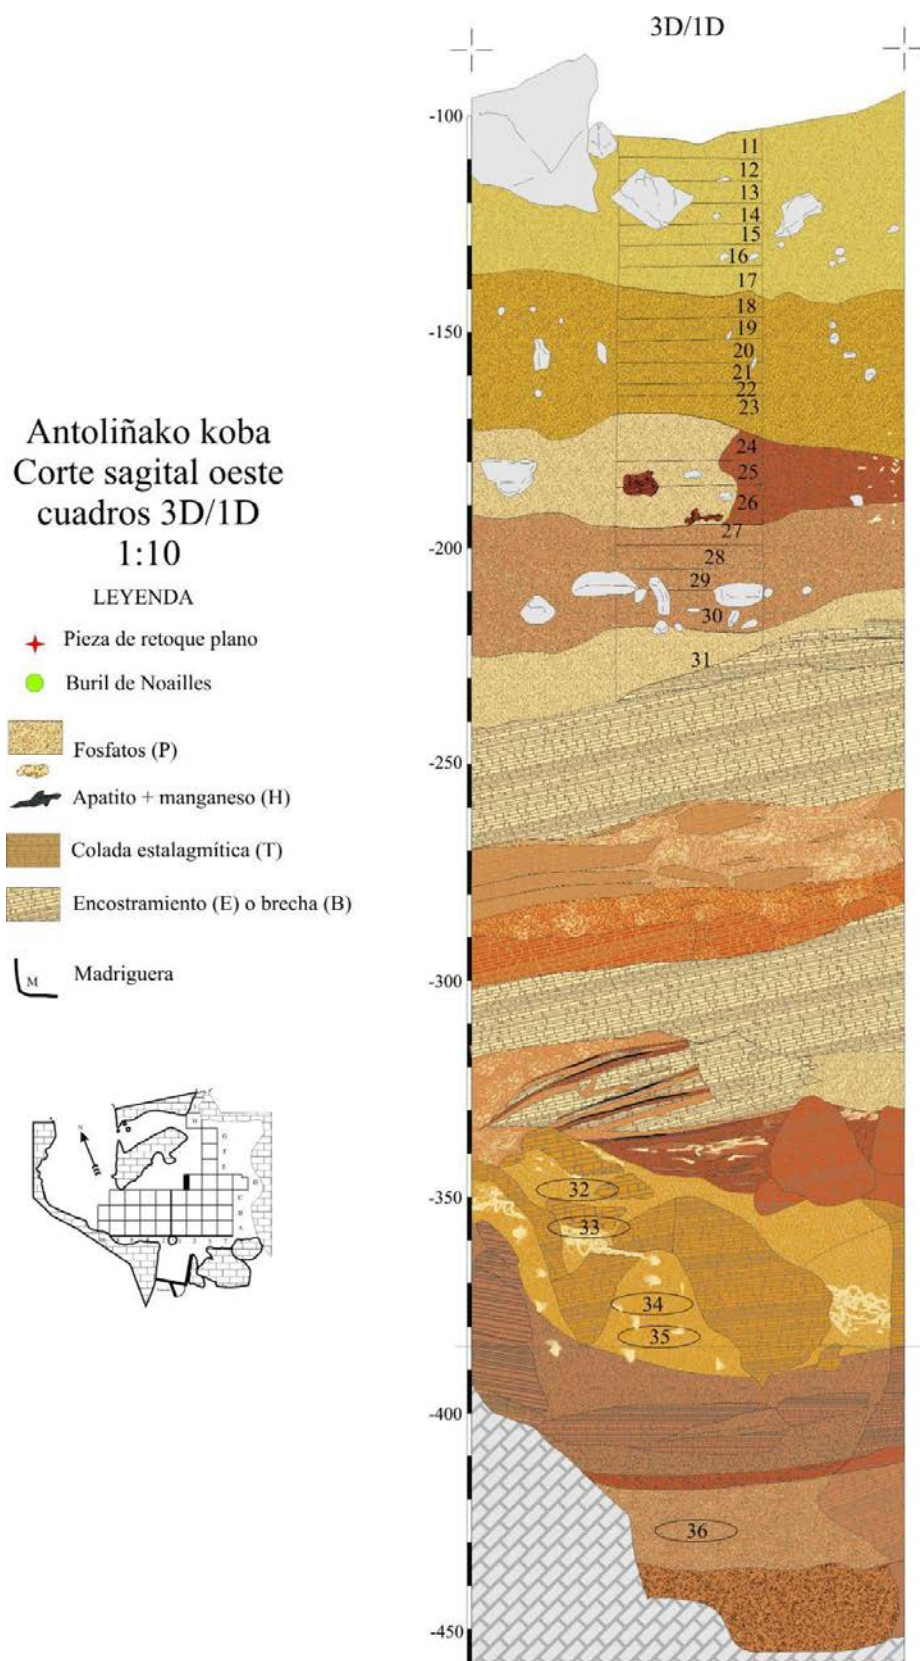 3D/1D
-100
11
12
13
14
15
16
17
18
-150
19
20
21
22
23
24
25
26
27
-200
28
29
30
31
-250
-300
32
-350
33
34
35
-400
36
-450
Antoliñako koba
Corte sagital oeste
cuadros 3D/1D
1:10
LEYENDA
Pieza de retoque plano
Buril de Noailles
Fosfatos (P)
Apatito + manganeso (H)
Colada estalagmítica (T)
Encostramiento (E) o brecha (B)
M
Madriguera